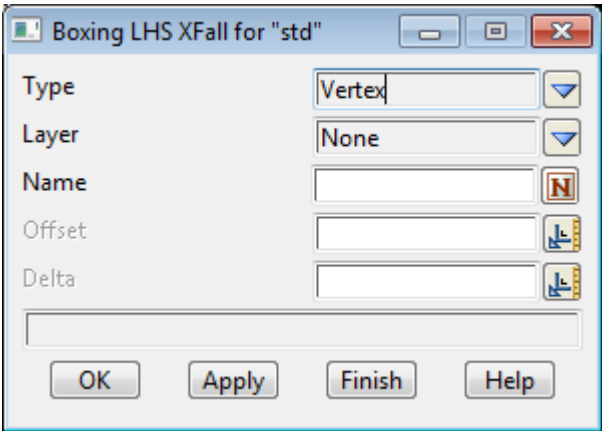 Boxing LHS XFall for "std"
Type Vertex
Layer None
Name N
Offset
Delta
OK Apply Finish Help